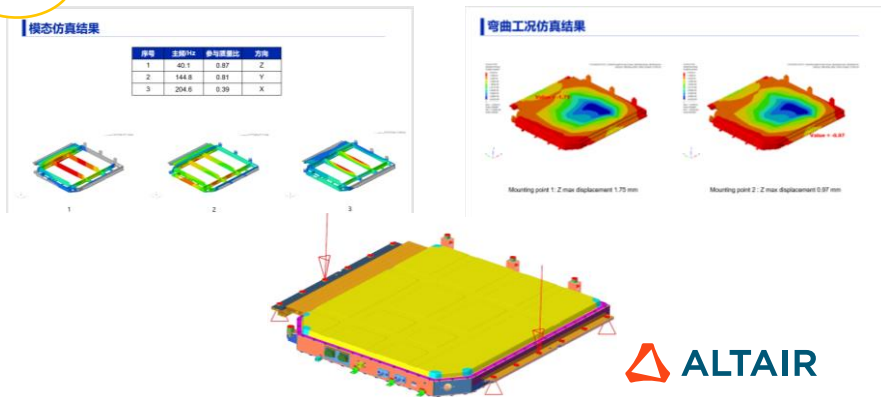 模态仿真结果
序号 主频/Hz 参与质量比 方向
1 40.1 0.87 Z
2 144.8 0.81 Y
3 204.6 0.39 X
1 2 3
弯曲工况仿真结果
Value = -0.97
Mounting point 1: Z max displacement 1.75 mm
Mounting point 2 : Z max displacement 0.97 mm
ALTAIR